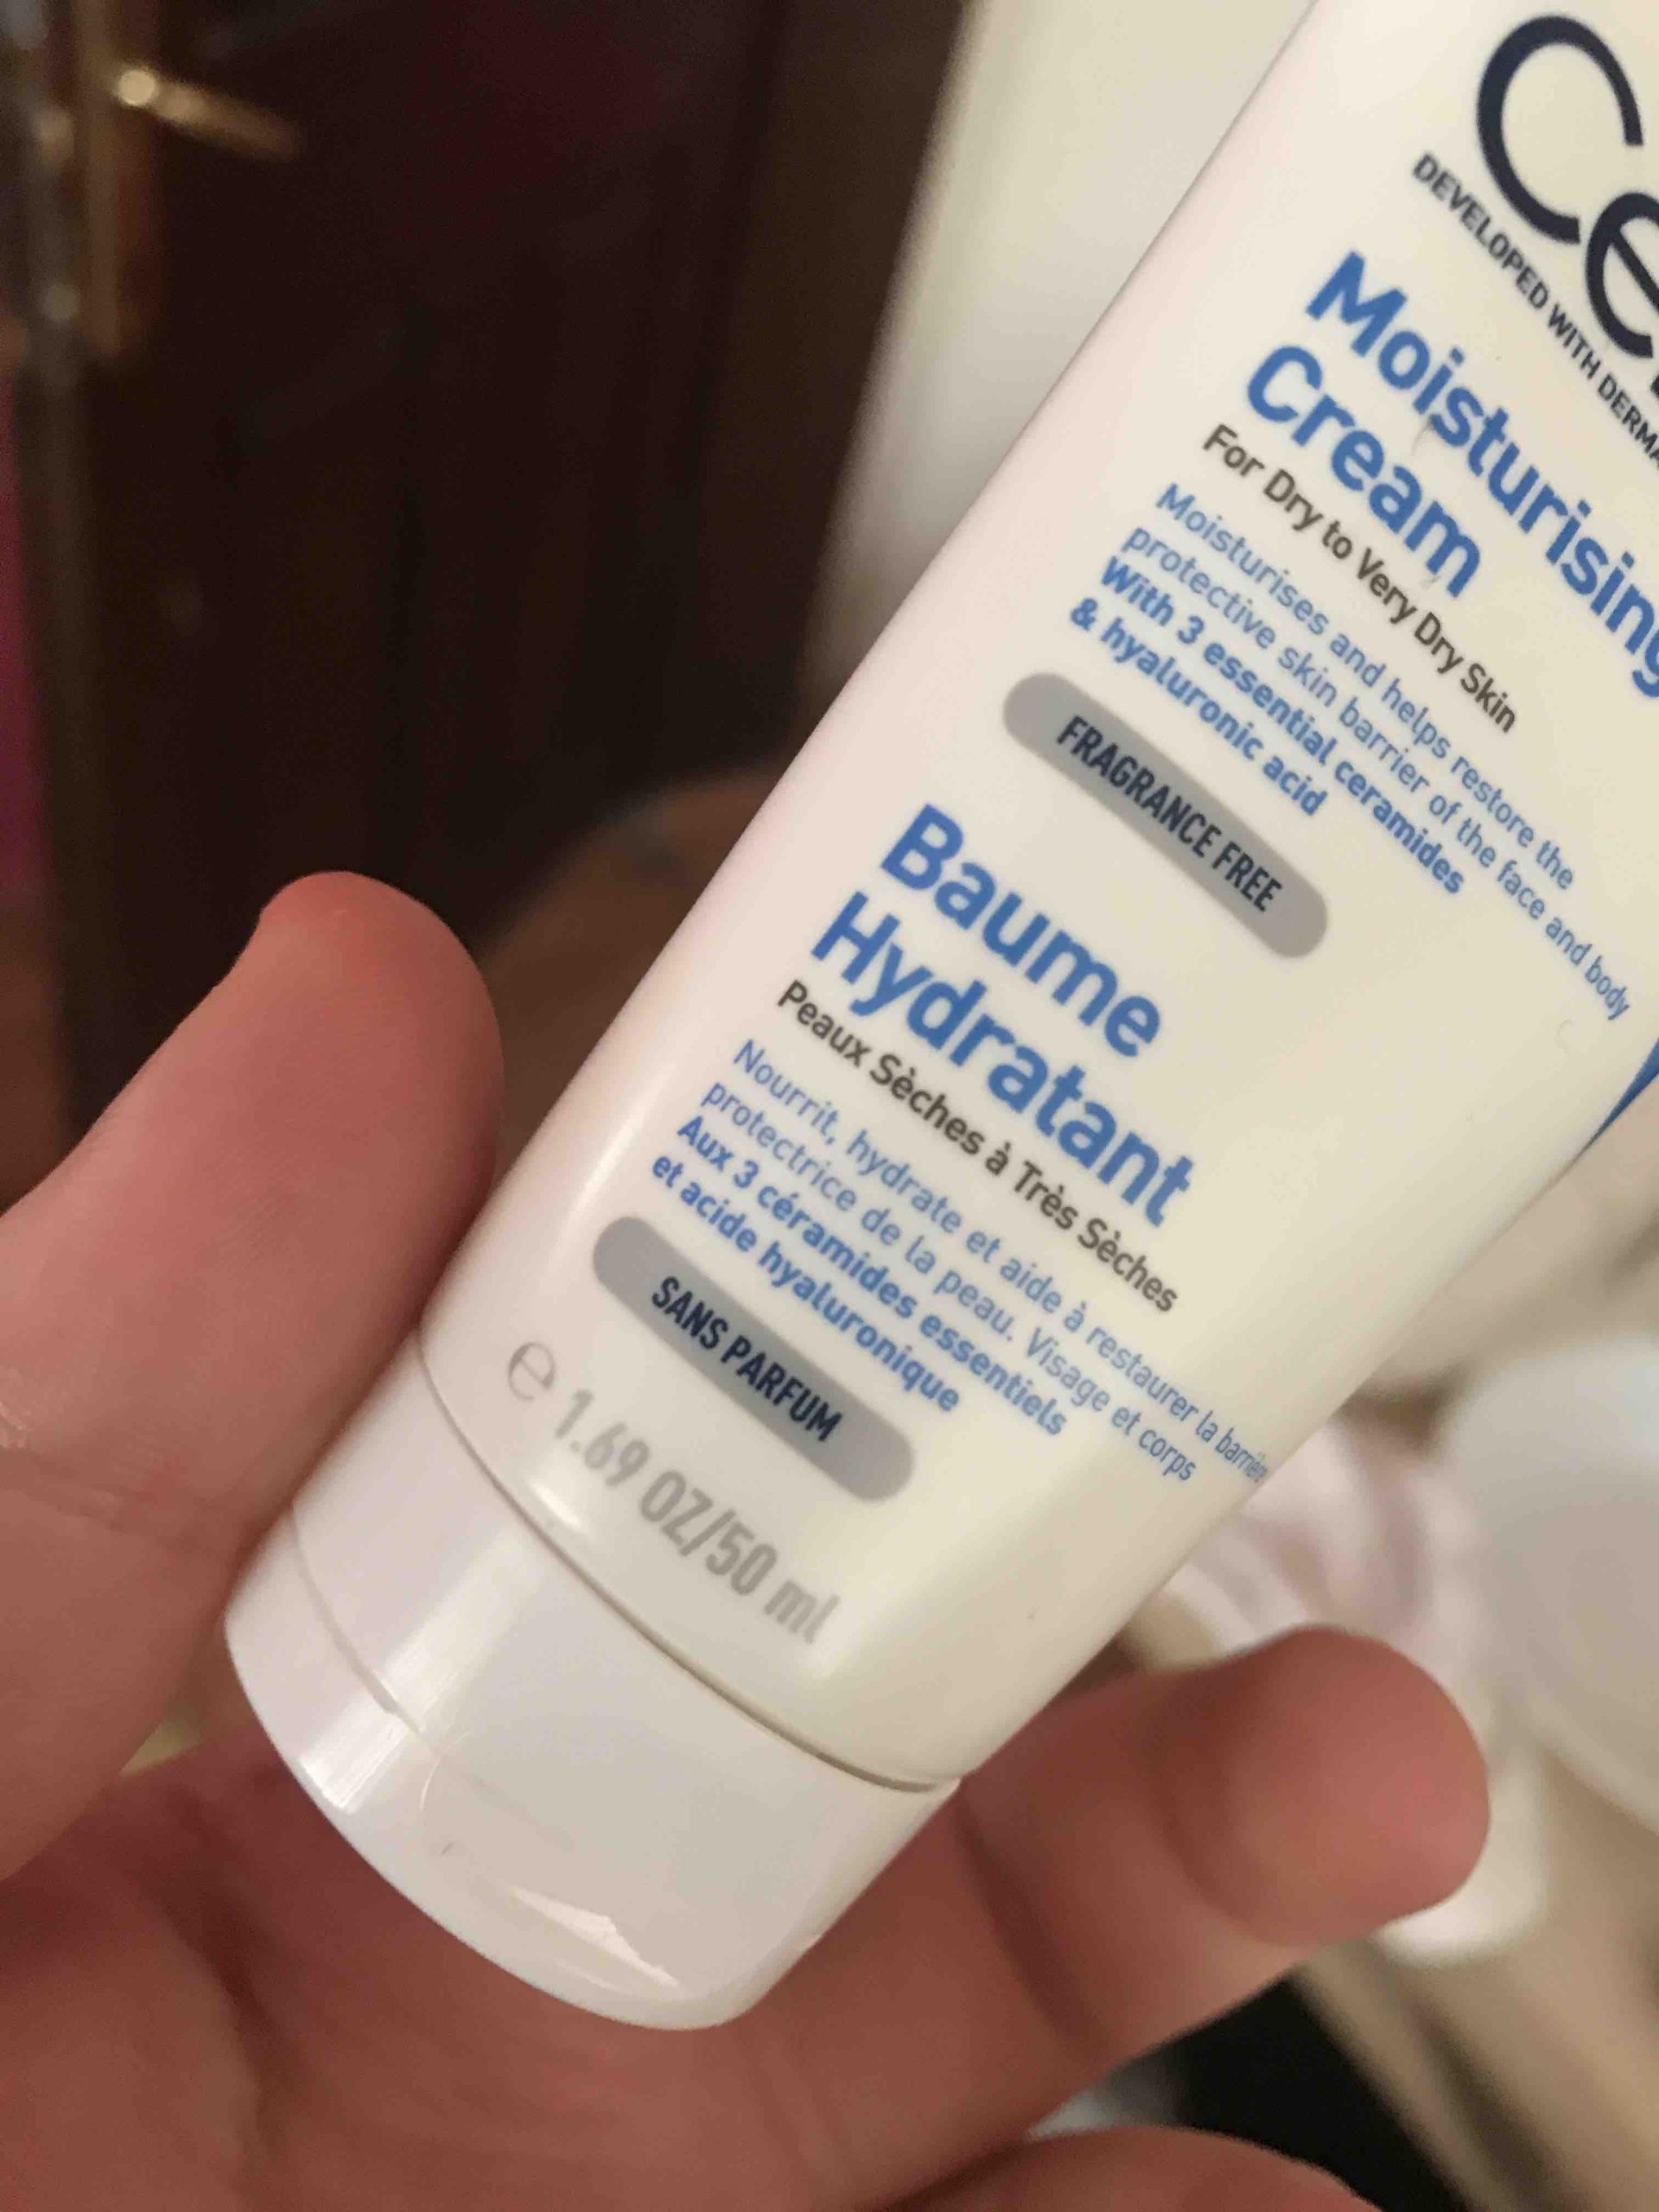 Ce
DEVELOPED WITH
Moisturising
Cream
For Dry to Very Dry Skin
Moisturises and helps restore the
protective skin barrier of the face and body
With 3 essential ceramides
& hyaluronic acid
FRAGRANCE FREE
Baume
Hydratant
Peaux Sèches à Très Sèches
Nourrit, hydrate et aide à restaurer la barrière
protectrice de la peau. Visage et corps
Aux 3 céramides essentiels
et acide hyaluronique
SANS PARFUM
e 1.69 OZ/50 ml